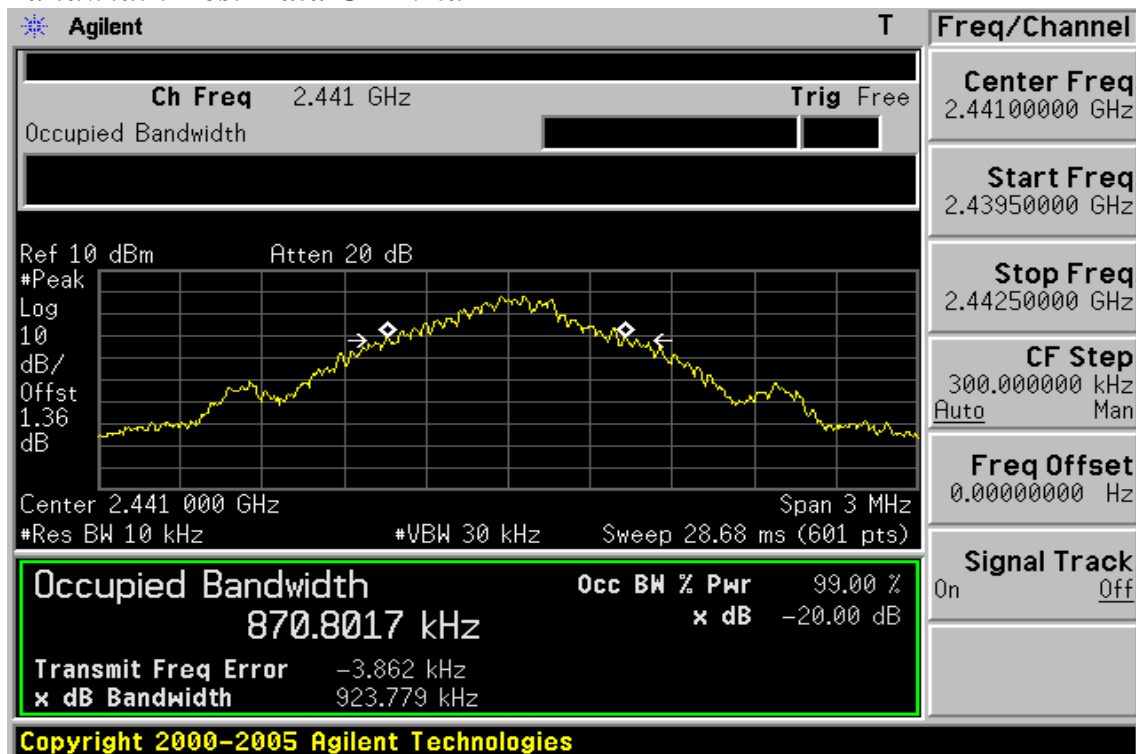 Agilent T
Freq/Channel
Ch Freq 2.441 GHz Trig Free
Occupied Bandwidth
Center Freq
2.44100000 GHz
Start Freq
2.43950000 GHz
Stop Freq
2.44250000 GHz
CF Step
300.000000 kHz
Auto Man
Freq Offset
0.00000000 Hz
Signal Track
On Off
Ref 10 dBm Atten 20 dB
#Peak
Log
10
dB/
Offst
1.36
dB
Center 2.441 000 GHz Span 3 MHz
#Res BW 10 kHz #VBW 30 kHz Sweep 28.68 ms (601 pts)
Occupied Bandwidth Occ BW % Pwr 99.00 %
870.8017 kHz x dB -20.00 dB
Transmit Freq Error -3.862 kHz
x dB Bandwidth 923.779 kHz
Copyright 2000-2005 Agilent Technologies